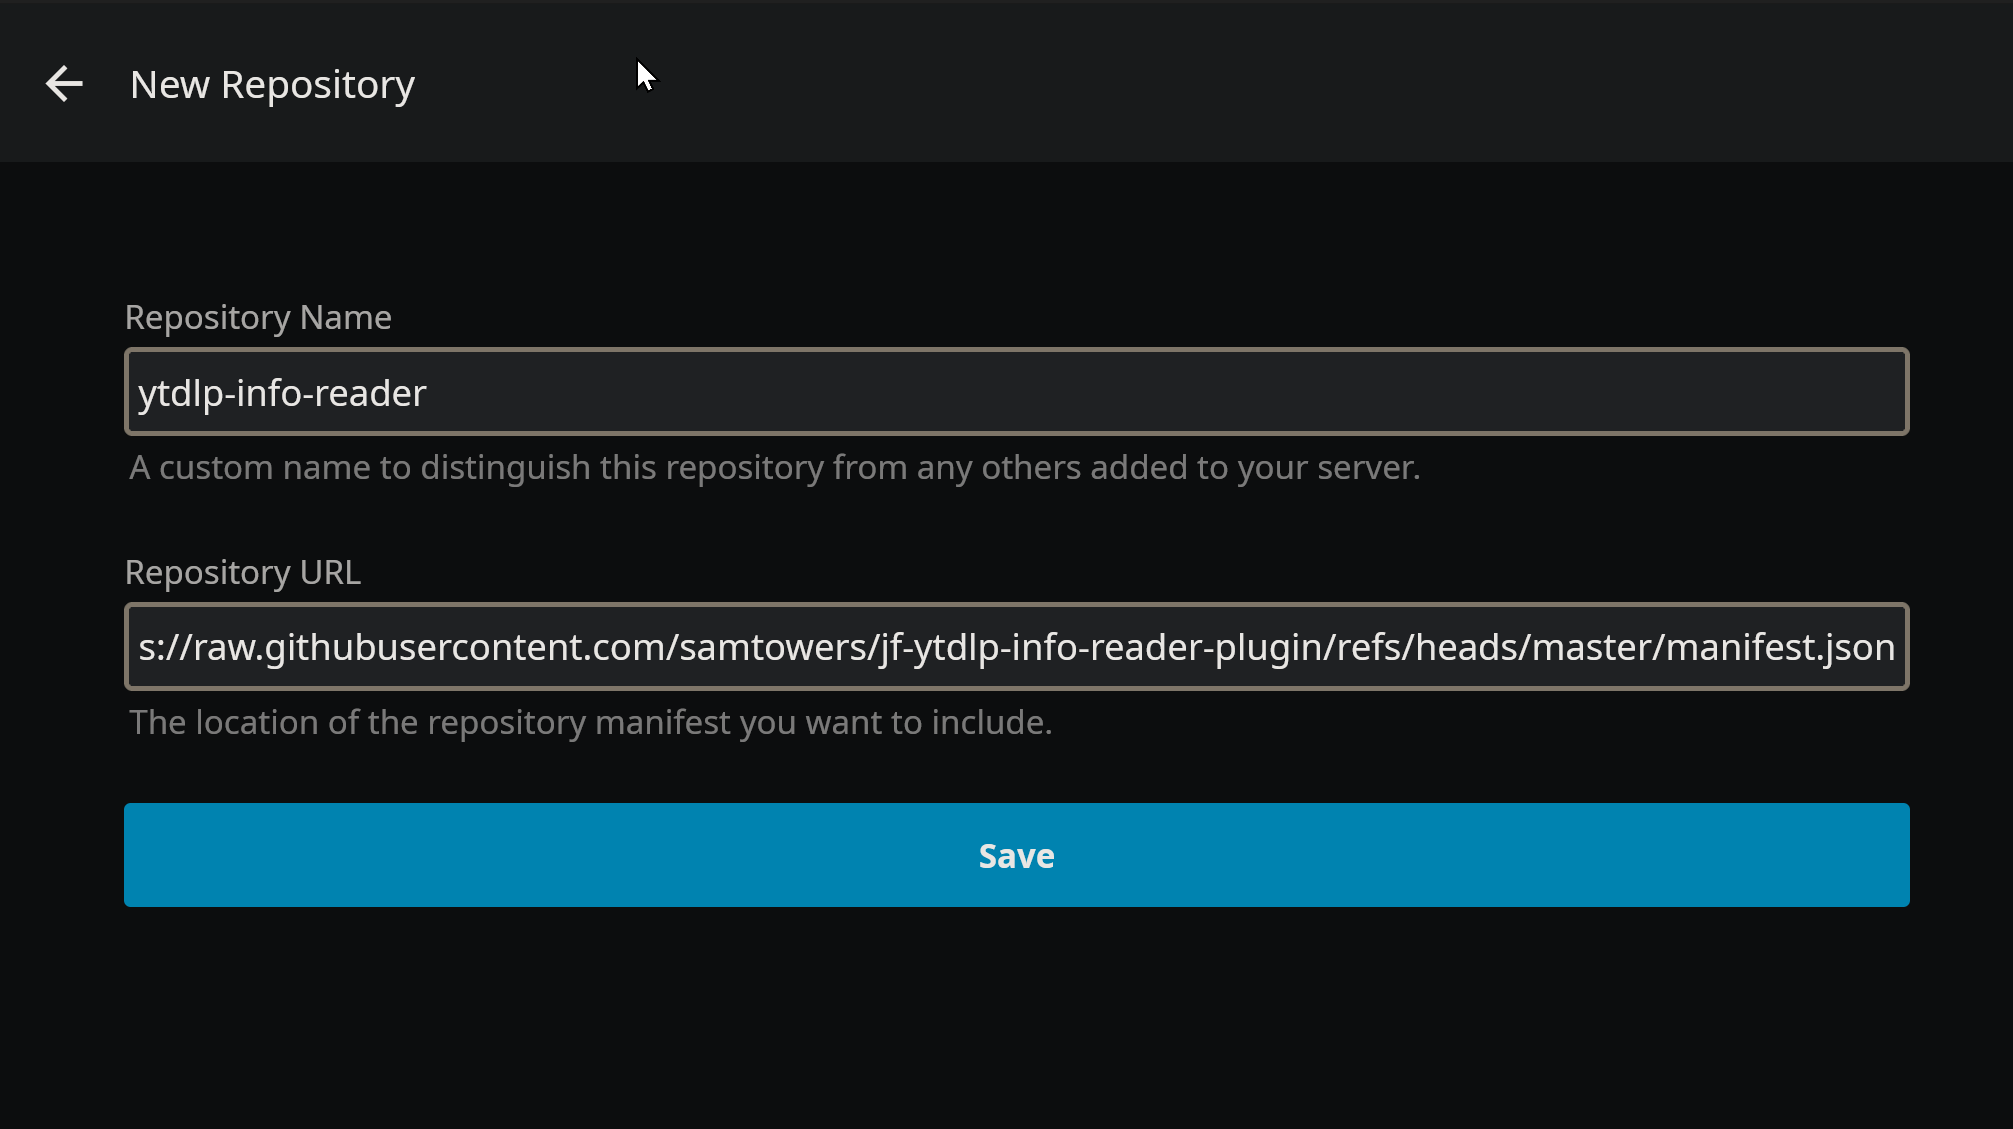 New Repository
Repository Name
ytdlp-info-reader
A custom name to distinguish this repository from any others added to your server.
Repository URL
s://raw.githubusercontent.com/samtowers/jf-ytdlp-info-reader-plugin/refs/heads/master/manifest.json
The location of the repository manifest you want to include.
Save